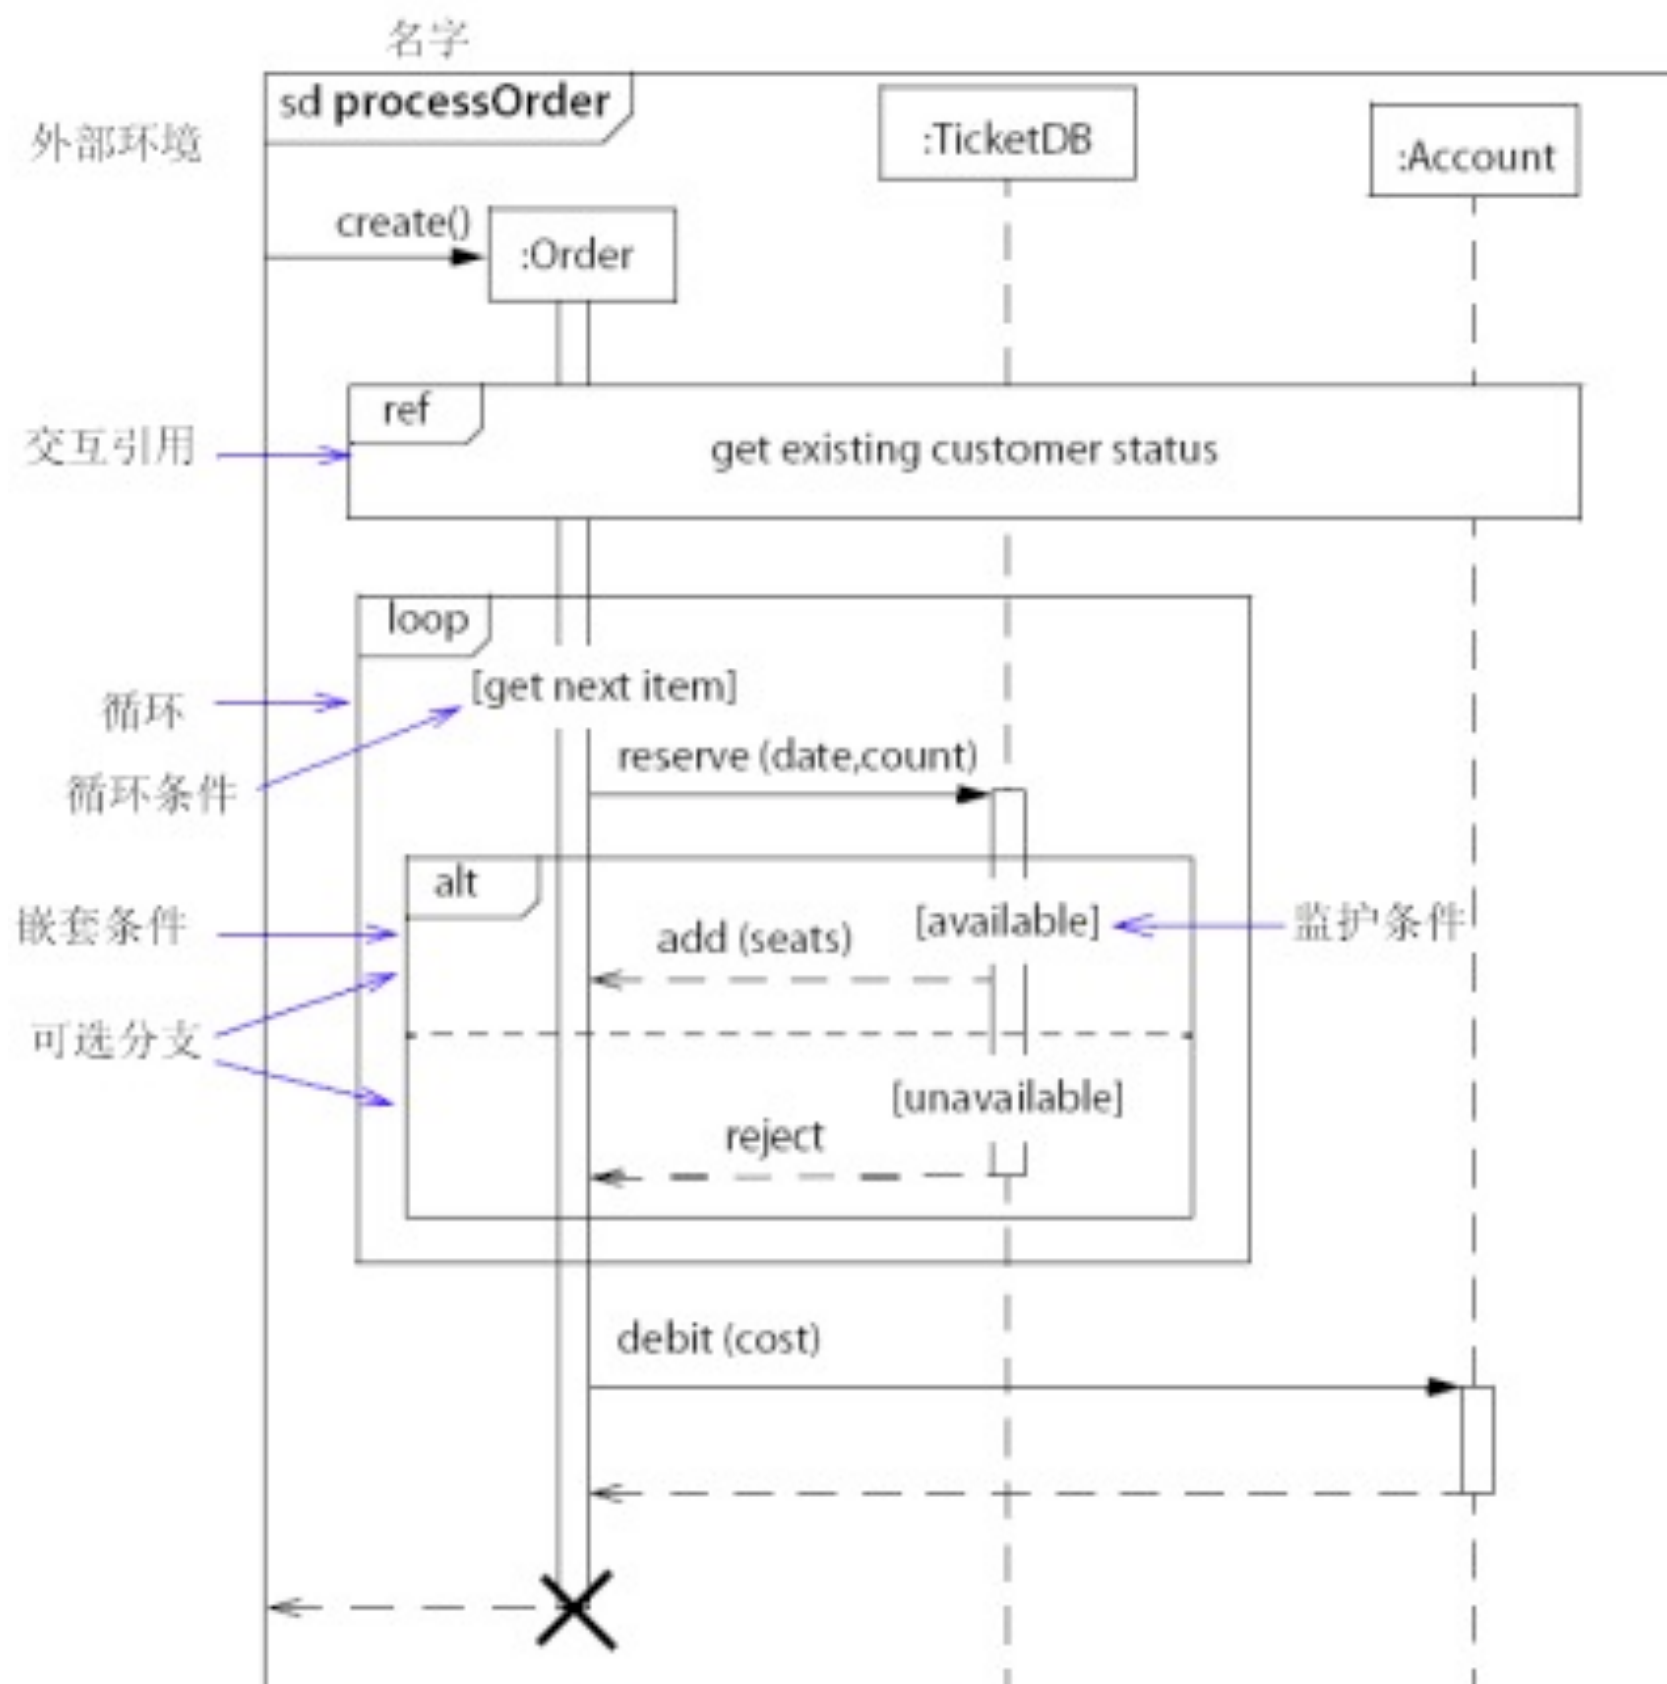 名字
sd processOrder
外部环境
:TicketDB
:Account
create()
:Order
ref
交互引用
get existing customer status
loop
循环
[get next item]
循环条件
reserve (date,count)
alt
嵌套条件
add (seats)
[available]
监护条件
可选分支
[unavailable]
reject
debit (cost)